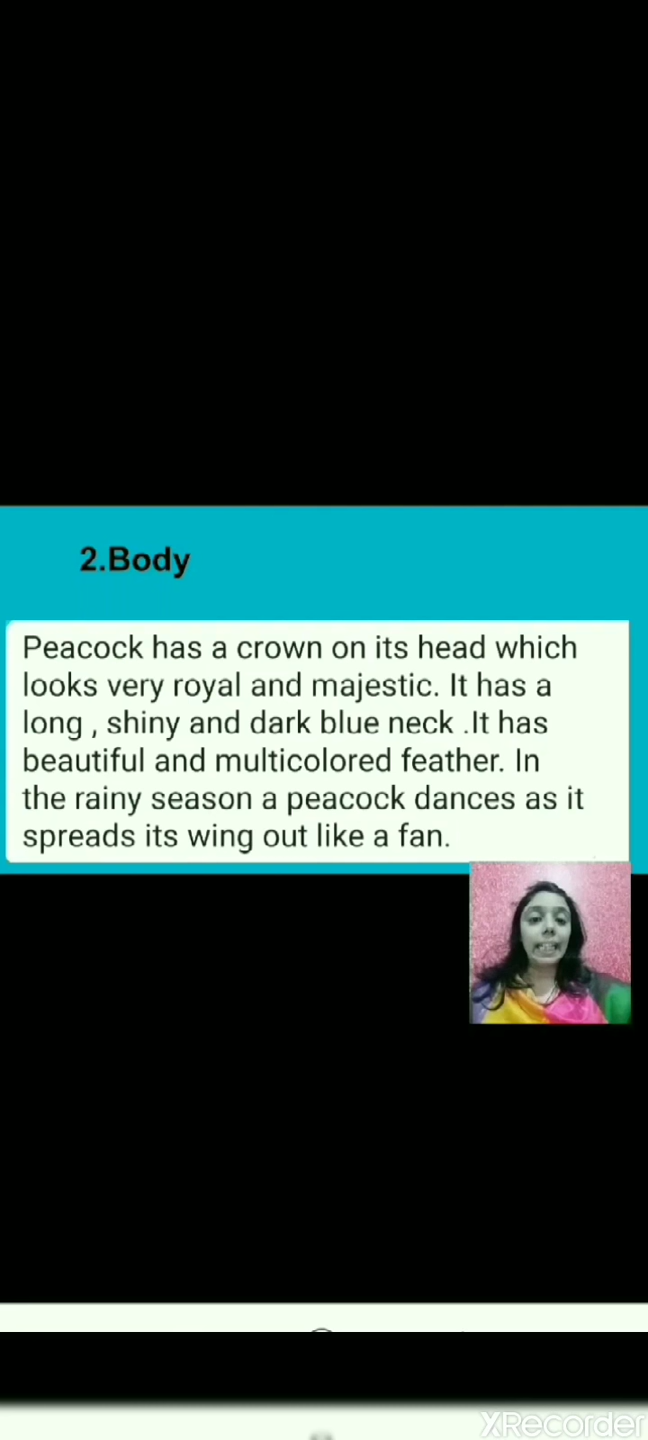 2.Body
Peacock has a crown on its head which
looks very royal and majestic. It has a
long , shiny and dark blue neck .It has
beautiful and multicolored feather. In
the rainy season a peacock dances as it
spreads its wing out like a fan.
XRecorder